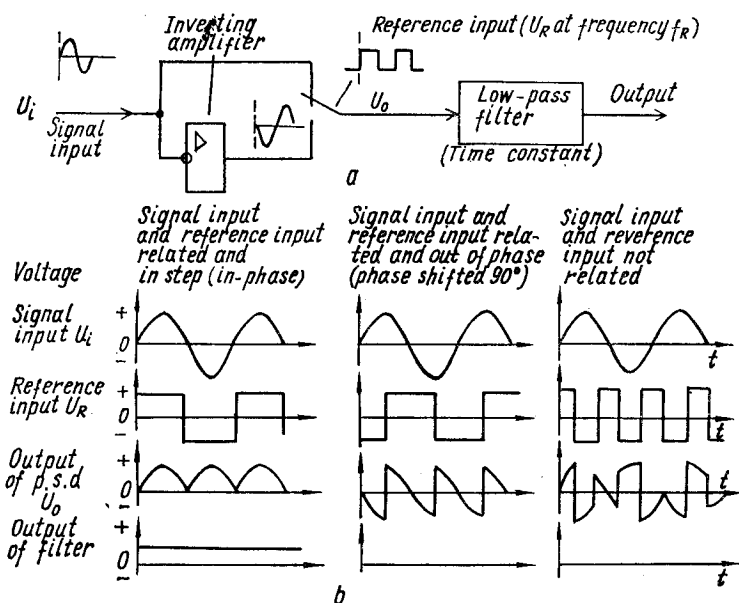 Inverting
amplifier
Reference input (U_R at frequency f_R)
U_i
Signal
input
U_o
Low-pass
filter
Output
(Time constant)
a
Voltage
Signal input
and reference input
related and
in step (in-phase)
Signal input and
reference input rela-
ted and out of phase
(phase shifted 90°)
Signal input
and reverence
input not
related
Signal
input U_i
+
0
-
t
Reference
input U_R
+
0
-
t
Output
of p.s.d
U_o
+
0
-
t
Output
of filter
+
0
-
t
b